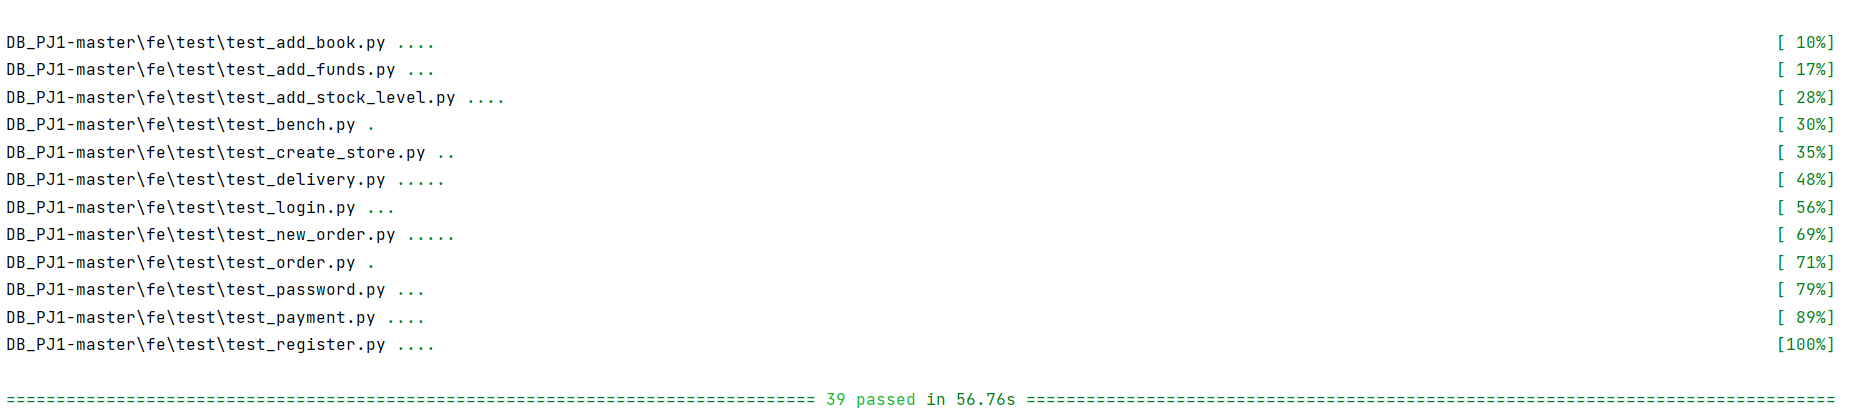 DB_PJ1-master\fe\test\test_add_book.py .... [ 10%]
DB_PJ1-master\fe\test\test_add_funds.py ... [ 17%]
DB_PJ1-master\fe\test\test_add_stock_level.py .... [ 28%]
DB_PJ1-master\fe\test\test_bench.py . [ 30%]
DB_PJ1-master\fe\test\test_create_store.py .. [ 35%]
DB_PJ1-master\fe\test\test_delivery.py ..... [ 48%]
DB_PJ1-master\fe\test\test_login.py ... [ 56%]
DB_PJ1-master\fe\test\test_new_order.py ..... [ 69%]
DB_PJ1-master\fe\test\test_order.py . [ 71%]
DB_PJ1-master\fe\test\test_password.py ... [ 79%]
DB_PJ1-master\fe\test\test_payment.py .... [ 89%]
DB_PJ1-master\fe\test\test_register.py .... [100%]
================================================================================= 39 passed in 56.76s =================================================================================